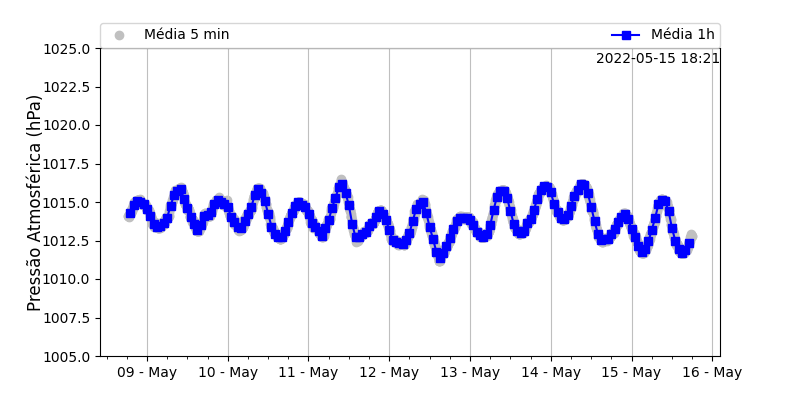 Média 5 min
Média 1h
2022-05-15 18:21
Pressão Atmosférica (hPa)
1025.0
1022.5
1020.0
1017.5
1015.0
1012.5
1010.0
1007.5
1005.0
09 - May
10 - May
11 - May
12 - May
13 - May
14 - May
15 - May
16 - May